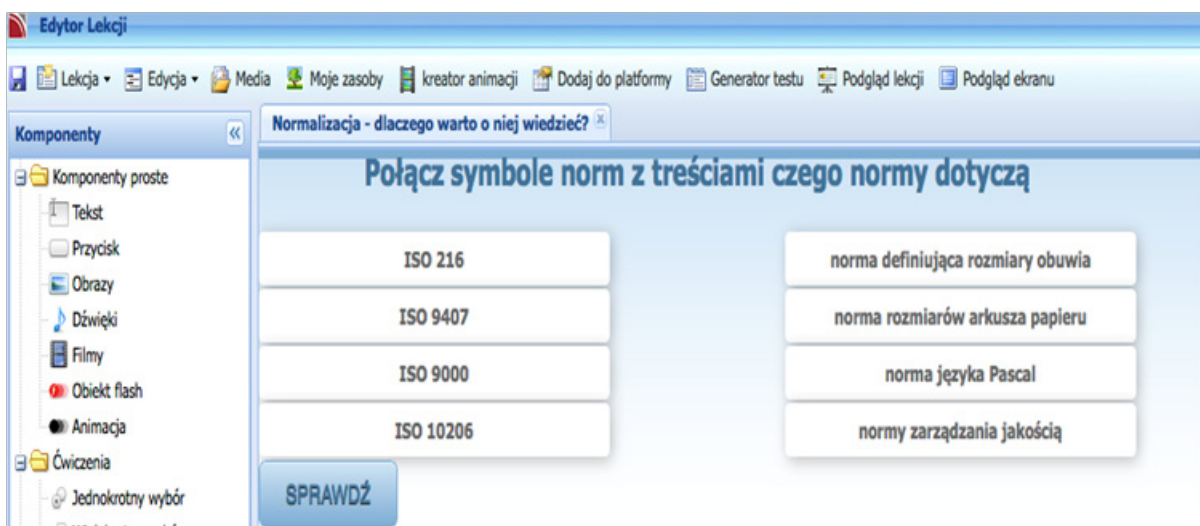 Edytor Lekcji
Lekcja Edycja Media Moje zasoby kreator animacji Dodaj do platformy Generator testu Podgląd lekcji Podgląd ekranu
Komponenty
Komponenty proste
Tekst
Przycisk
Obrazy
Dźwięki
Filmy
Obiekt flash
Animacja
Ćwiczenia
Jednokrotny wybór
Normalizacja - dlaczego warto o niej wiedzieć?
Połącz symbole norm z treściami czego normy dotyczą
ISO 216
norma definiująca rozmiary obuwia
ISO 9407
norma rozmiarów arkusza papieru
ISO 9000
norma języka Pascal
ISO 10206
normy zarządzania jakością
SPRAWDŹ